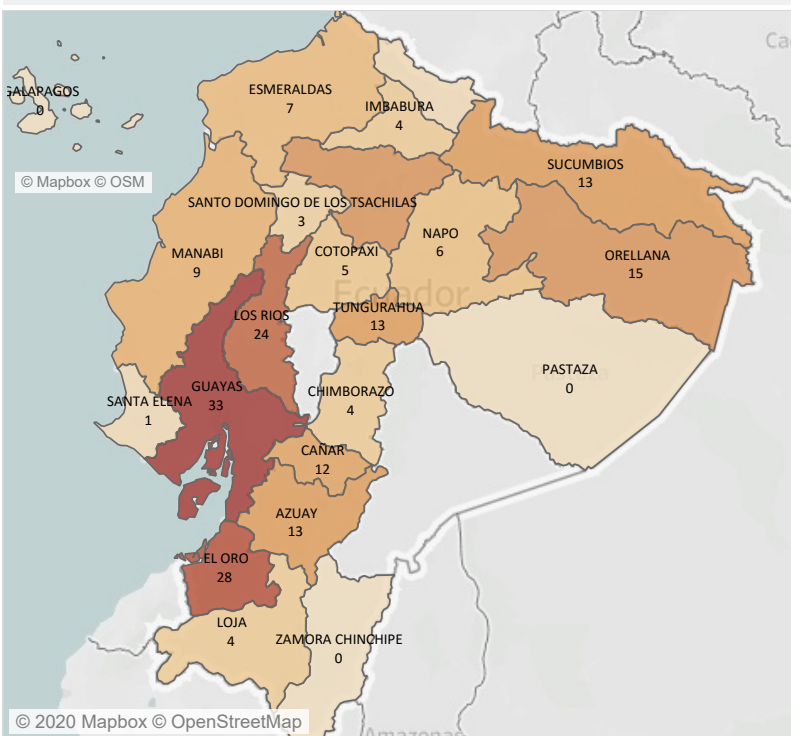 Ca
ESMERALDAS
7
GALAPAGOS
0
IMBABURA
4
SUCUMBIOS
13
© Mapbox © OSM
SANTO DOMINGO DE LOS TSACHILAS
3
NAPO
6
MANABI
9
COTOPAXI
5
ORELLANA
15
Ecuador
TUNGURAHUA
13
LOS RIOS
24
PASTAZA
0
GUAYAS
33
CHIMBORAZO
4
SANTA ELENA
1
CAÑAR
12
AZUAY
13
EL ORO
28
LOJA
4
ZAMORA CHINCHIPE
0
© 2020 Mapbox © OpenStreetMap
Amazonas